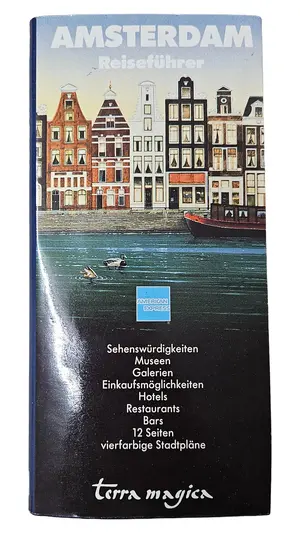 AMSTERDAM
Reiseführer
AMERICAN
EXPRESS
Sehenswürdigkeiten
Museen
Galerien
Einkaufsmöglichkeiten
Hotels
Restaurants
Bars
12 Seiten
vierfarbige Stadtpläne
terra magica